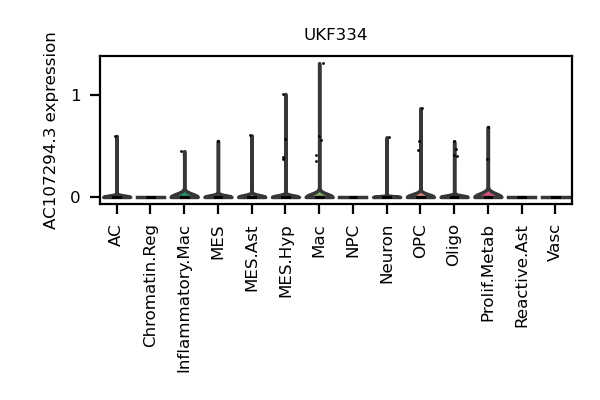 UKF334
AC107294.3 expression
1
0
AC
Chromatin.Reg
Inflammatory.Mac
MES
MES.Ast
MES.Hyp
Mac
NPC
Neuron
OPC
Oligo
Prolif.Metab
Reactive.Ast
Vasc